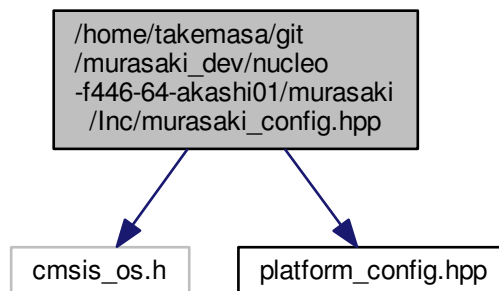 /home/takemasa/git
/murasaki_dev/nucleo
-f446-64-akashi01/murasaki
/Inc/murasaki_config.hpp
cmsis_os.h
platform_config.hpp